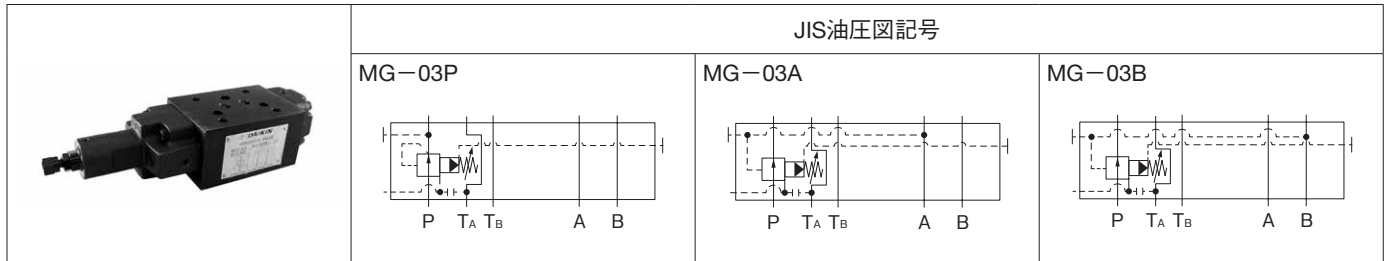 JIS油圧図記号
MG－03P
MG－03A
MG－03B
DAIKIN
P TA TB A B
P TA TB A B
P TA TB A B